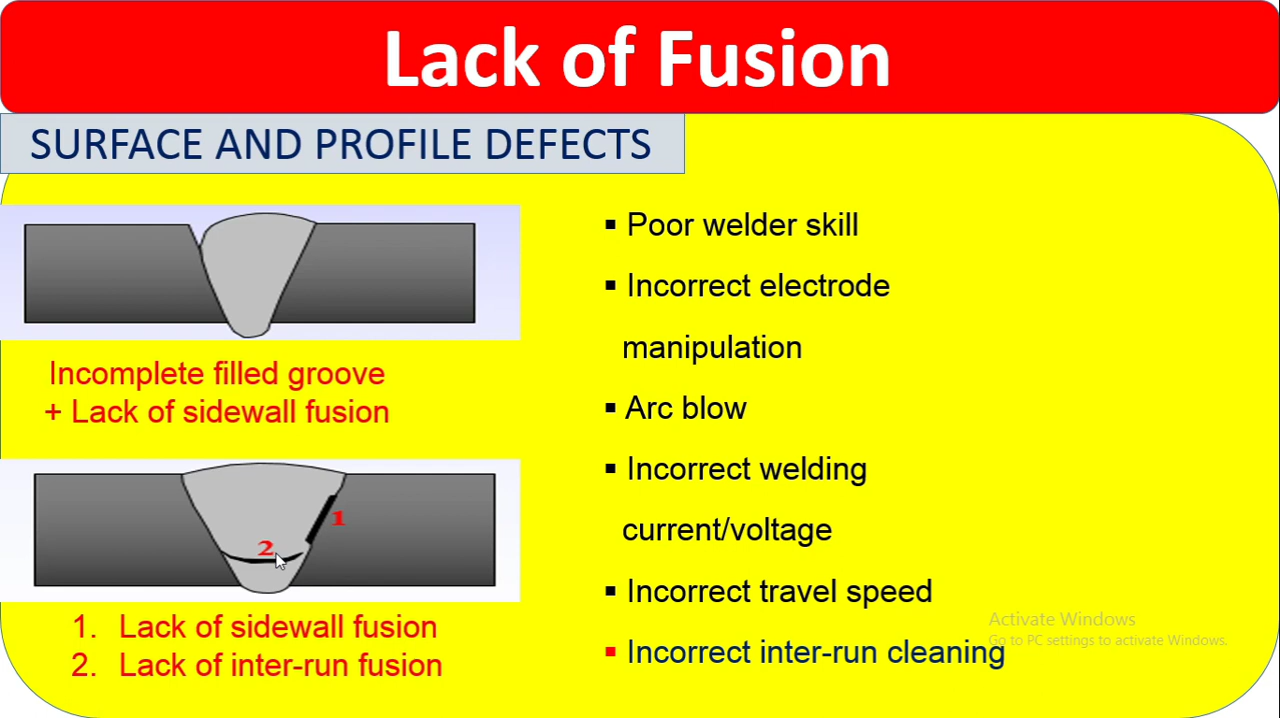 Lack of Fusion
SURFACE AND PROFILE DEFECTS
Incomplete filled groove
+ Lack of sidewall fusion
1
2
1. Lack of sidewall fusion
2. Lack of inter-run fusion
▪ Poor welder skill
▪ Incorrect electrode
manipulation
▪ Arc blow
▪ Incorrect welding
current/voltage
▪ Incorrect travel speed
▪ Incorrect inter-run cleaning
Activate Windows
Go to PC settings to activate Windows.